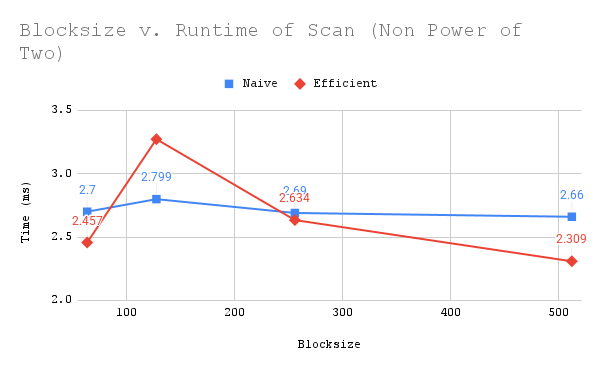 Blocksize v. Runtime of Scan (Non Power of
Two)
Naive
Efficient
3.5
3.0
2.5
2.0
Time (ms)
2.7
2.799
2.69
2.66
2.457
2.634
2.309
100
200
300
400
500
Blocksize